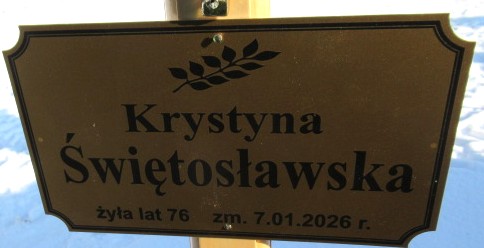 Krystyna
Świętosławska
żyła lat 76 zm. 7.01.2026 r.